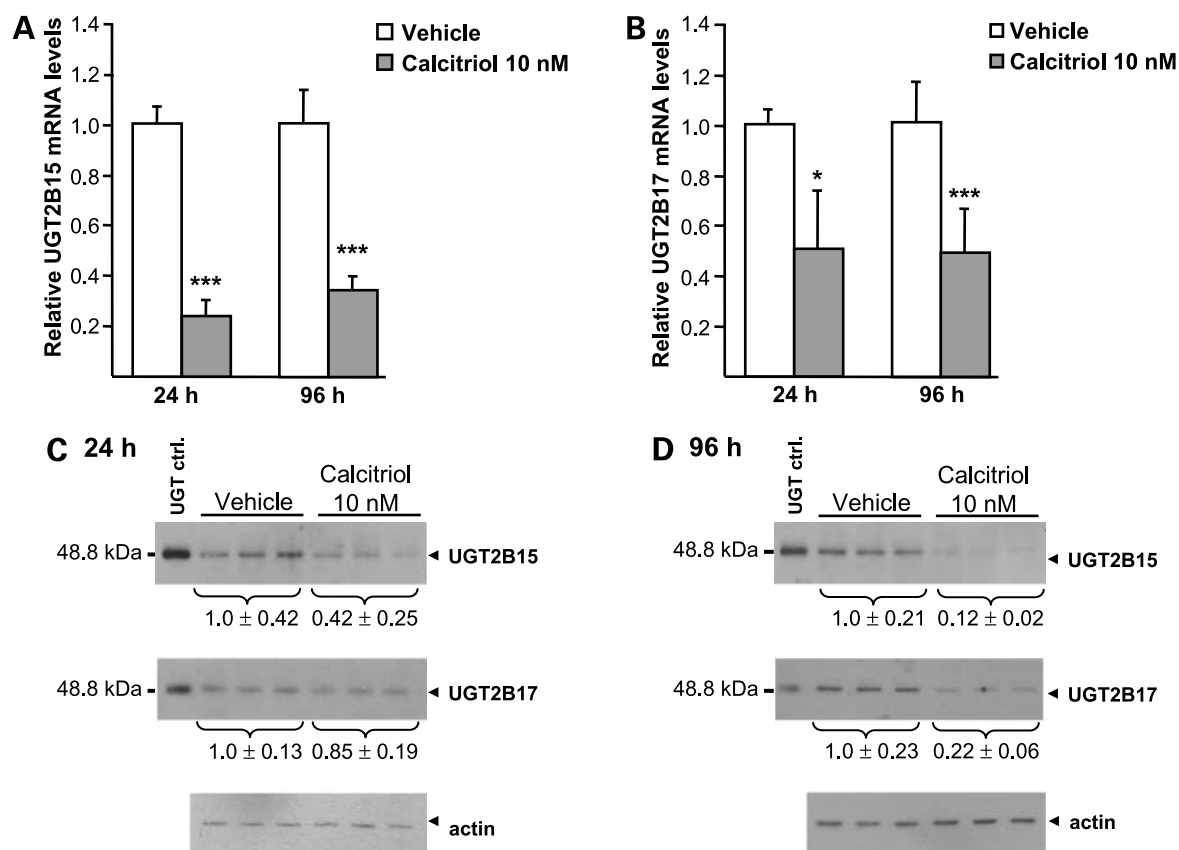 A
Relative UGT2B15 mRNA levels
1.4
1.2
1.0
0.8
0.6
0.4
0.2
Vehicle
Calcitriol 10 nM
***
***
24 h
96 h
B
Relative UGT2B17 mRNA levels
1.4
1.2
1.0
0.8
0.6
0.4
0.2
Vehicle
Calcitriol 10 nM
*
***
24 h
96 h
C 24 h
UGT ctrl.
Vehicle
Calcitriol
10 nM
48.8 kDa
UGT2B15
1.0 ± 0.42 0.42 ± 0.25
48.8 kDa
UGT2B17
1.0 ± 0.13 0.85 ± 0.19
actin
D 96 h
UGT ctrl.
Vehicle
Calcitriol
10 nM
48.8 kDa
UGT2B15
1.0 ± 0.21 0.12 ± 0.02
48.8 kDa
UGT2B17
1.0 ± 0.23 0.22 ± 0.06
actin